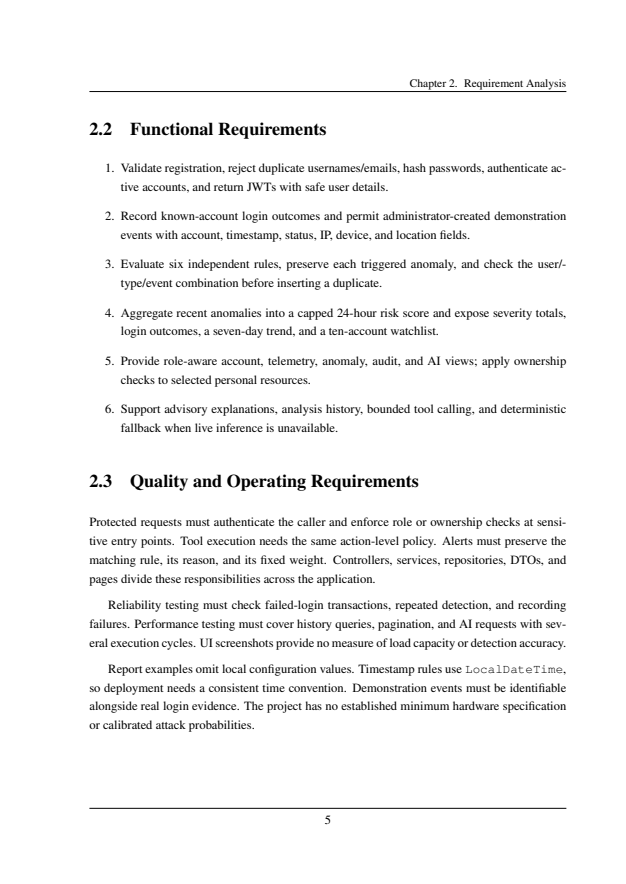 Chapter 2. Requirement Analysis
2.2 Functional Requirements
1. Validate registration, reject duplicate usernames/emails, hash passwords, authenticate ac-
tive accounts, and return JWTs with safe user details.
2. Record known-account login outcomes and permit administrator-created demonstration
events with account, timestamp, status, IP, device, and location fields.
3. Evaluate six independent rules, preserve each triggered anomaly, and check the user/-
type/event combination before inserting a duplicate.
4. Aggregate recent anomalies into a capped 24-hour risk score and expose severity totals,
login outcomes, a seven-day trend, and a ten-account watchlist.
5. Provide role-aware account, telemetry, anomaly, audit, and AI views; apply ownership
checks to selected personal resources.
6. Support advisory explanations, analysis history, bounded tool calling, and deterministic
fallback when live inference is unavailable.
2.3 Quality and Operating Requirements
Protected requests must authenticate the caller and enforce role or ownership checks at sensi-
tive entry points. Tool execution needs the same action-level policy. Alerts must preserve the
matching rule, its reason, and its fixed weight. Controllers, services, repositories, DTOs, and
pages divide these responsibilities across the application.
Reliability testing must check failed-login transactions, repeated detection, and recording
failures. Performance testing must cover history queries, pagination, and AI requests with sev-
eral execution cycles. UI screenshots provide no measure of load capacity or detection accuracy.
Report examples omit local configuration values. Timestamp rules use LocalDateTime,
so deployment needs a consistent time convention. Demonstration events must be identifiable
alongside real login evidence. The project has no established minimum hardware specification
or calibrated attack probabilities.
5